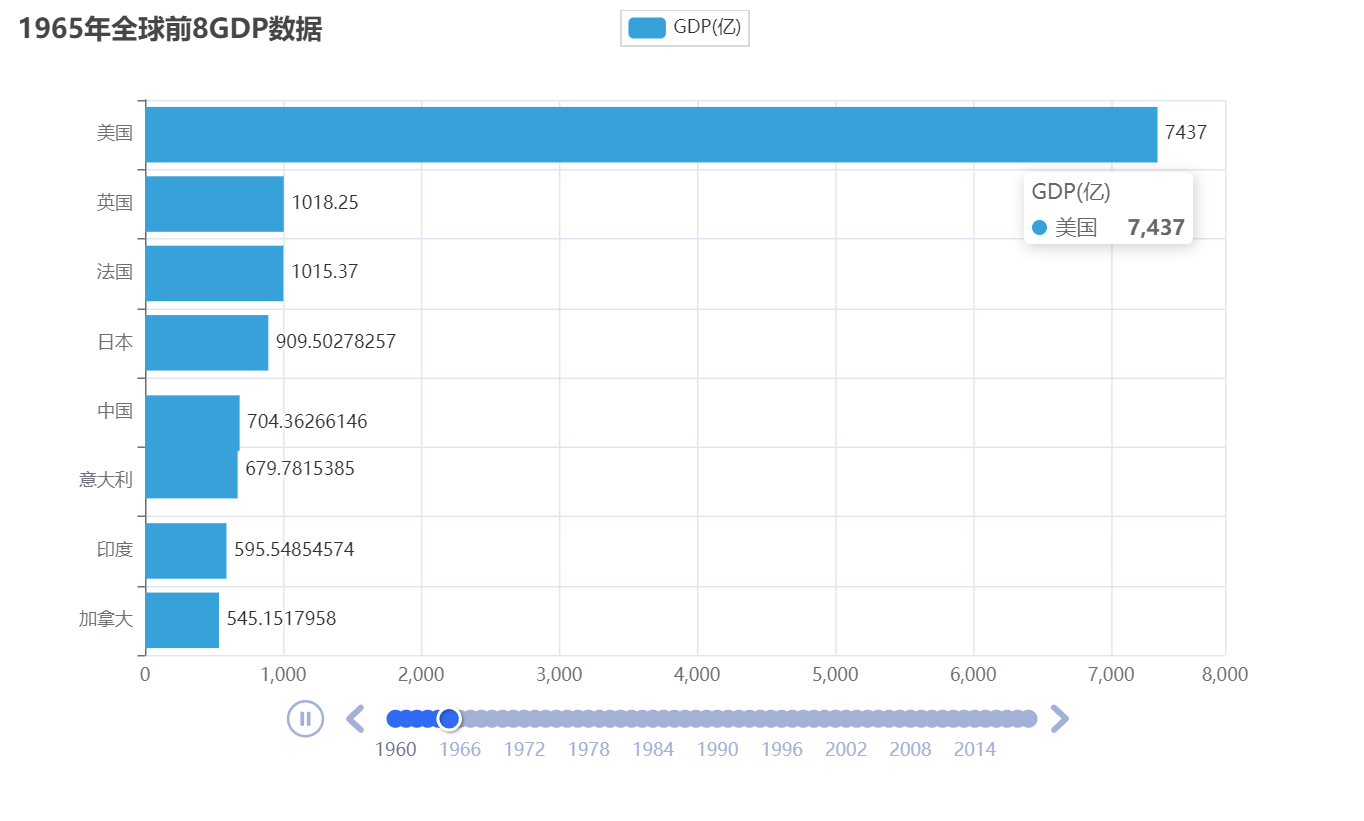 1965年全球前8GDP数据
GDP(亿)
美国 7437
英国 1018.25
GDP(亿)
美国 7,437
法国 1015.37
日本 909.50278257
中国 704.36266146
意大利 679.7815385
印度 595.54854574
加拿大 545.1517958
0 1,000 2,000 3,000 4,000 5,000 6,000 7,000 8,000
1960 1966 1972 1978 1984 1990 1996 2002 2008 2014